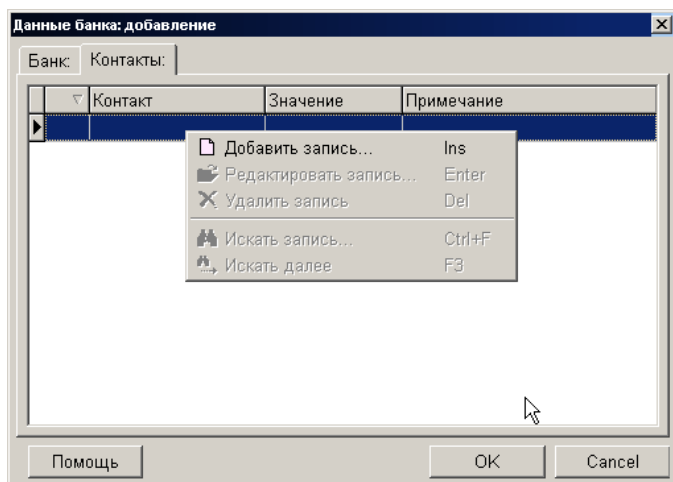 Данные банка: добавление
Банк: Контакты:
Контакт Значение Примечание
Добавить запись... Ins
Редактировать запись... Enter
Удалить запись Del
Искать запись... Ctrl+F
Искать далее F3
Помощь OK Cancel